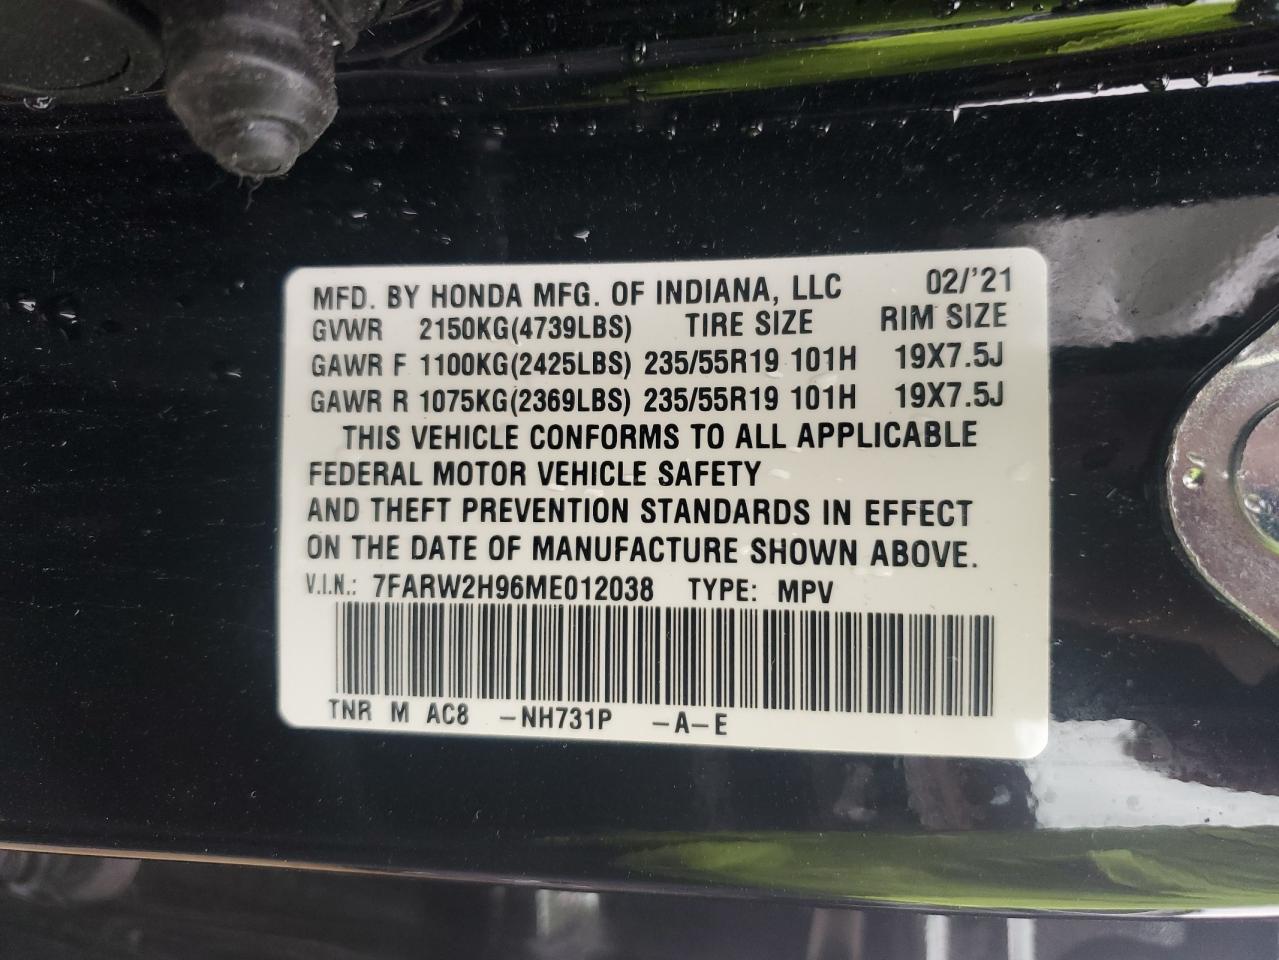 MFD. BY HONDA MFG. OF INDIANA, LLC 02/'21
GVWR 2150KG(4739LBS) TIRE SIZE RIM SIZE
GAWR F 1100KG(2425LBS) 235/55R19 101H 19X7.5J
GAWR R 1075KG(2369LBS) 235/55R19 101H 19X7.5J
THIS VEHICLE CONFORMS TO ALL APPLICABLE
FEDERAL MOTOR VEHICLE SAFETY
AND THEFT PREVENTION STANDARDS IN EFFECT
ON THE DATE OF MANUFACTURE SHOWN ABOVE.
V.I.N.: 7FARW2H96ME012038 TYPE: MPV
TNR M AC8 -NH731P -A-E